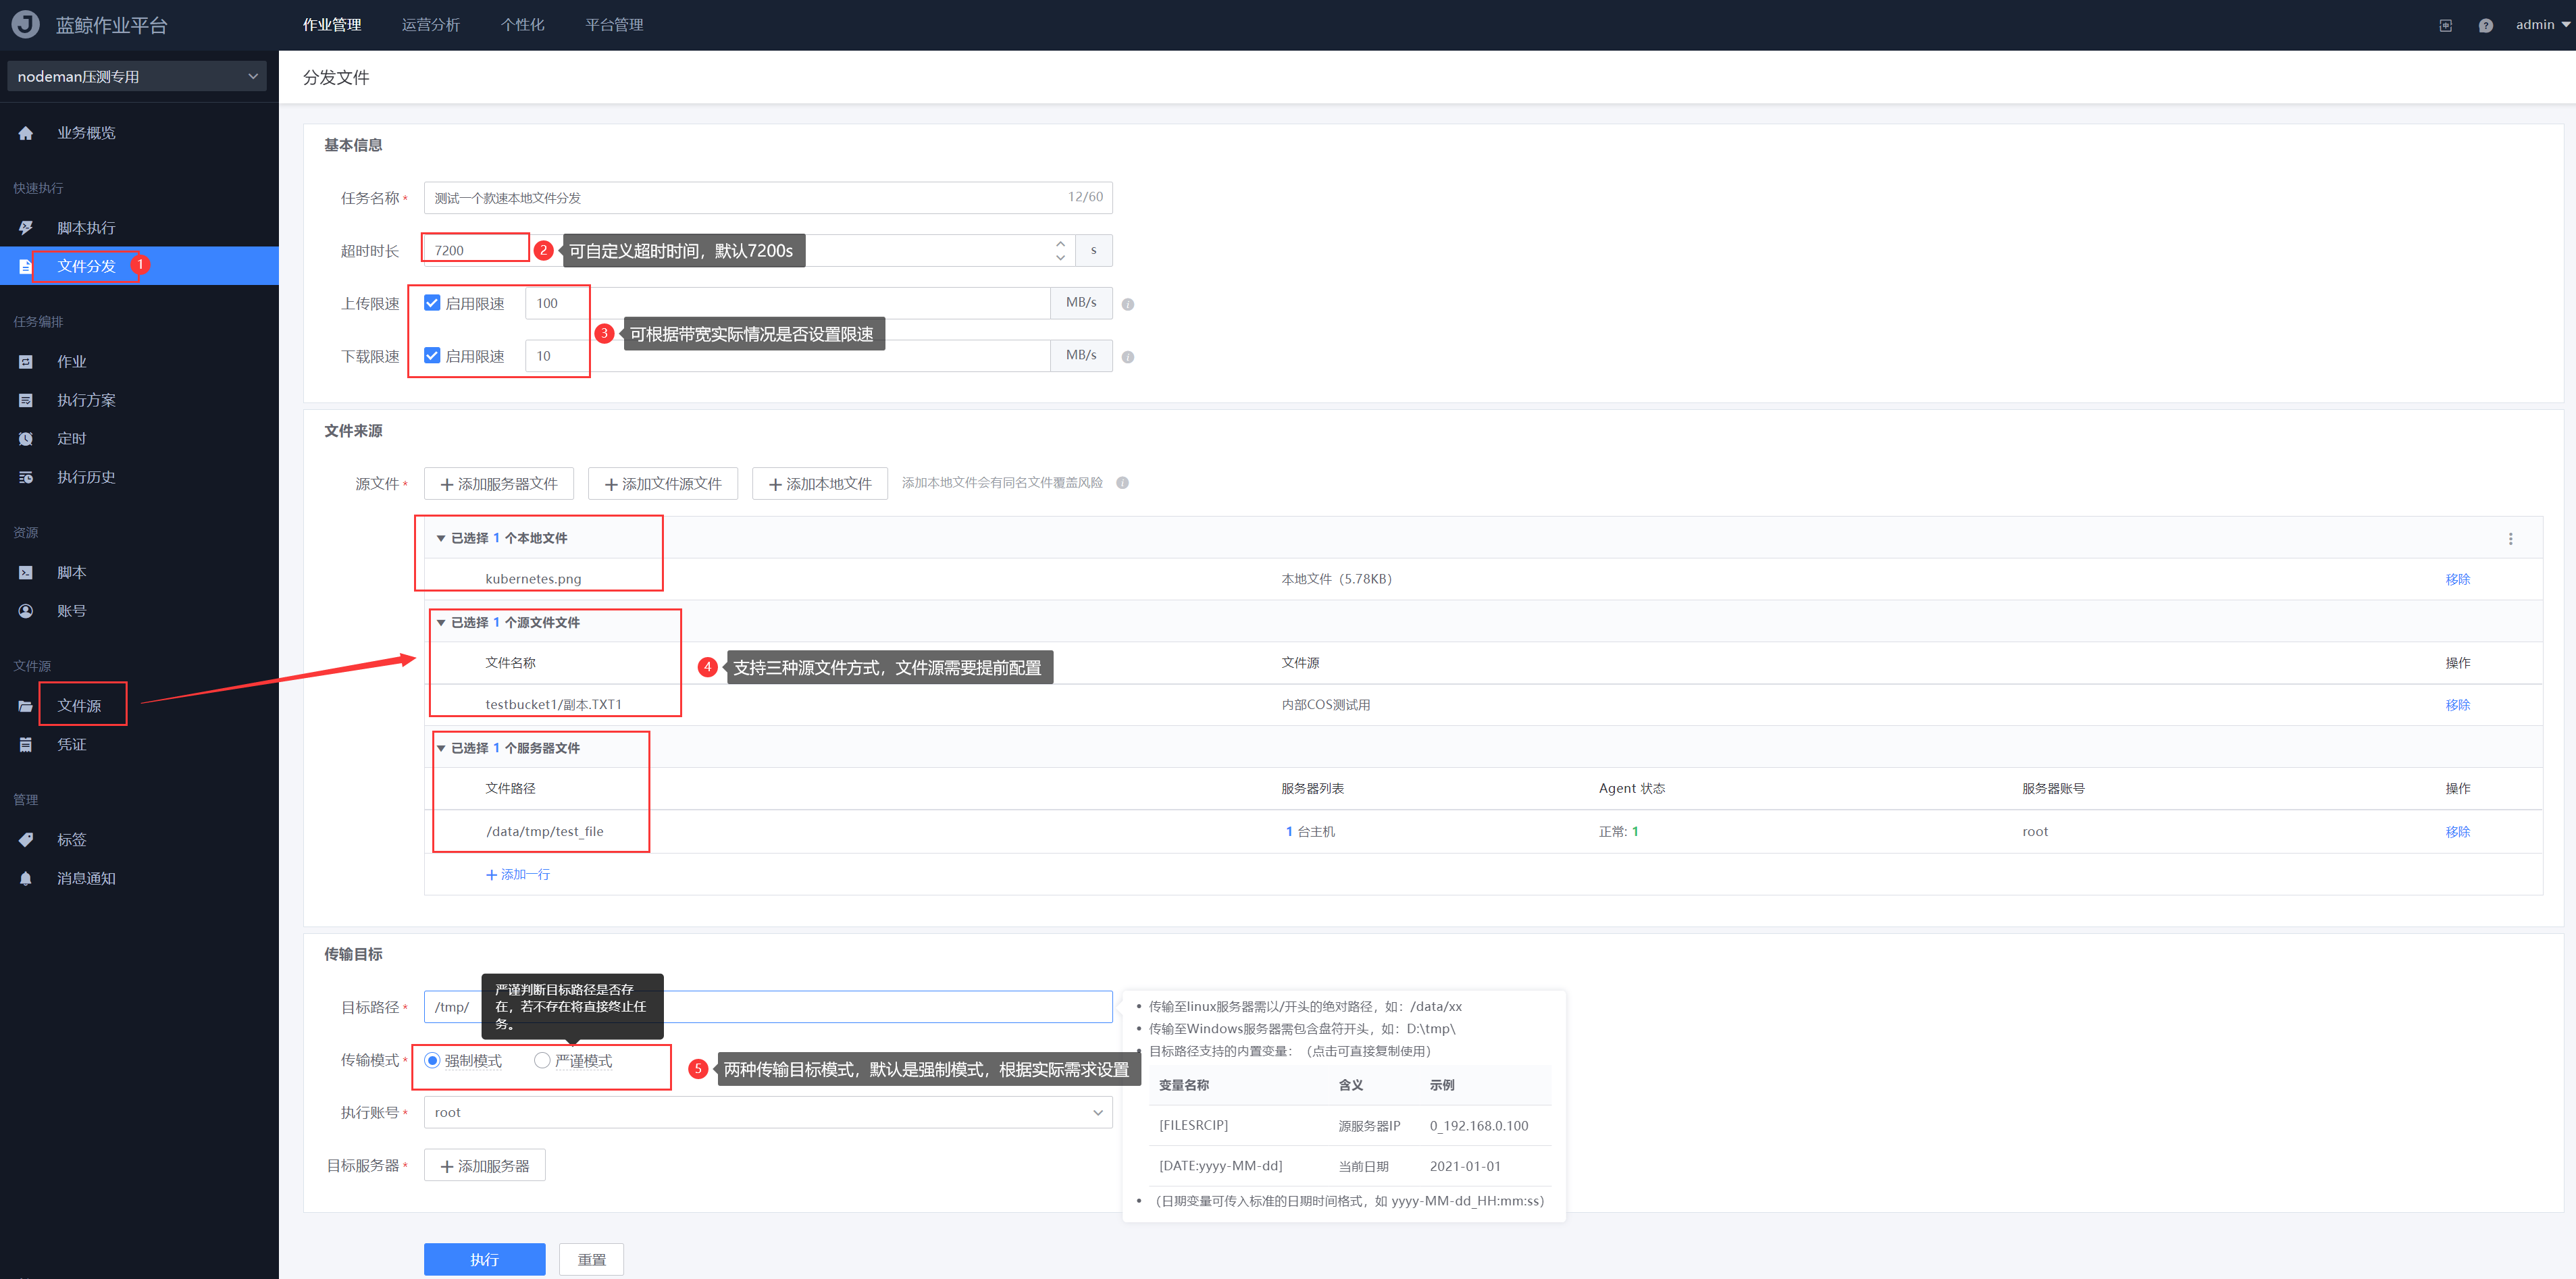 蓝鲸作业平台
作业管理 运营分析 个性化 平台管理
admin
nodeman压测专用
业务概览
快速执行
脚本执行
文件分发 1
任务编排
作业
执行方案
定时
执行历史
资源
脚本
账号
文件源
文件源
凭证
管理
标签
消息通知
分发文件
基本信息
任务名称* 测试一个款速本地文件分发 12/60
超时时长 7200 2 可自定义超时时间，默认7200s s
上传限速 启用限速 100 MB/s
3 可根据带宽实际情况是否设置限速
下载限速 启用限速 10 MB/s
文件来源
源文件* 添加服务器文件 添加文件源文件 添加本地文件 添加本地文件会有同名文件覆盖风险
已选择 1 个本地文件
kubernetes.png 本地文件（5.78KB） 移除
已选择 1 个源文件文件
文件名称 文件源 操作
4 支持三种源文件方式，文件源需要提前配置
testbucket1/副本.TXT1 内部COS测试用 移除
已选择 1 个服务器文件
文件路径 服务器列表 Agent 状态 服务器账号 操作
/data/tmp/test_file 1 台主机 正常: 1 root 移除
添加一行
传输目标
严谨判断目标路径是否存
在，若不存在将直接终止任
务。
目标路径* /tmp/
传输模式* 强制模式 严谨模式
5 两种传输目标模式，默认是强制模式，根据实际需求设置
执行账号* root
目标服务器* 添加服务器
• 传输至linux服务器需以/开头的绝对路径，如：/data/xx
• 传输至Windows服务器需包含盘符开头，如：D:\tmp\
• 目标路径支持的内置变量：（点击可直接复制使用）
变量名称 含义 示例
[FILESRCIP] 源服务器IP 0_192.168.0.100
[DATE:yyyy-MM-dd] 当前日期 2021-01-01
• （日期变量可传入标准的日期时间格式，如 yyyy-MM-dd_HH:mm:ss）
执行 重置